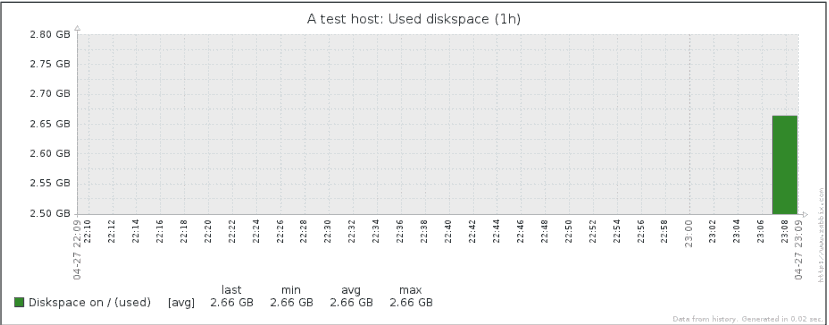 A test host: Used diskspace (1h)
2.80 GB
2.75 GB
2.70 GB
2.65 GB
2.60 GB
2.55 GB
2.50 GB
04-27 22:09 22:10 22:12 22:14 22:16 22:18 22:20 22:22 22:24 22:26 22:28 22:30 22:32 22:34 22:36 22:38 22:40 22:42 22:44 22:46 22:48 22:50 22:52 22:54 22:56 22:58 23:00 23:02 23:04 23:06 23:08 04-27 23:09
http://www.zabbix.com
last min avg max
Diskspace on / (used) [avg] 2.66 GB 2.66 GB 2.66 GB 2.66 GB
Data from history. Generated in 0.02 sec.